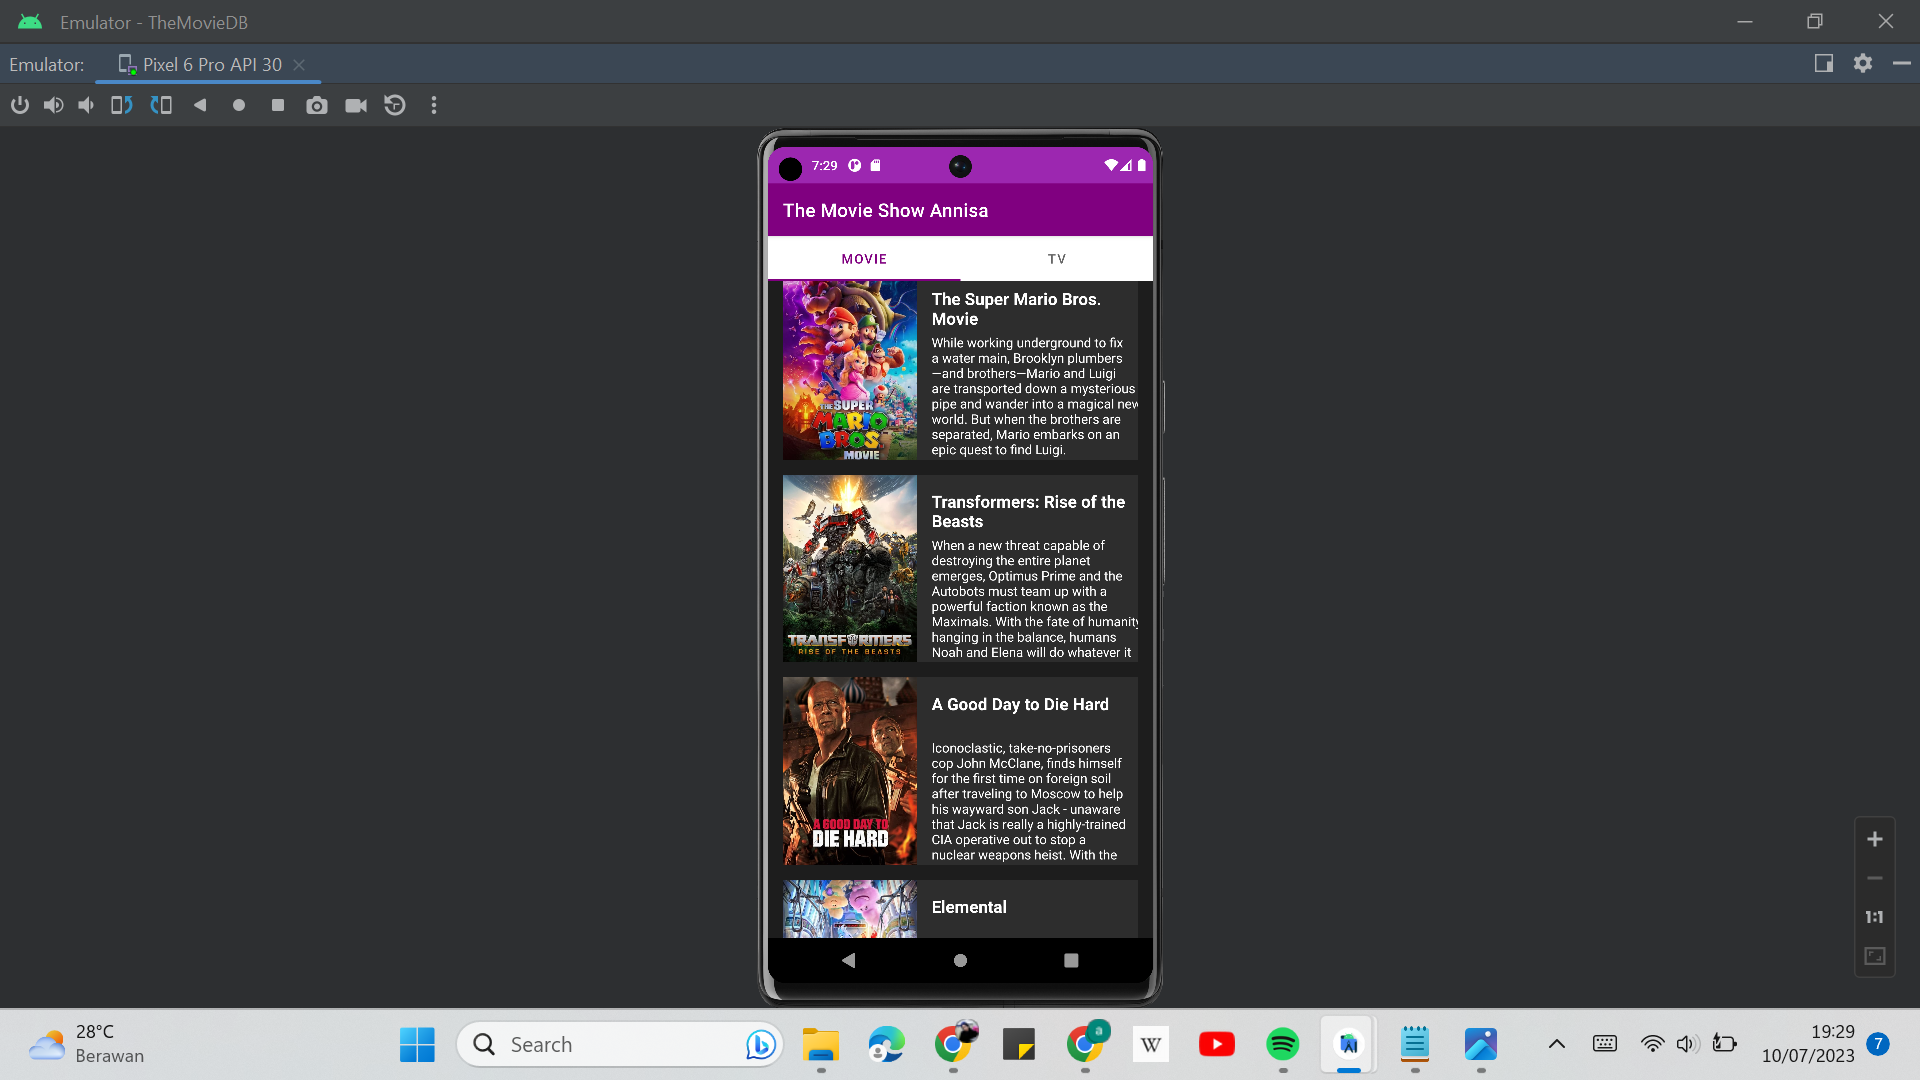 Emulator - TheMovieDB
Emulator:
Pixel 6 Pro API 30
7:29
The Movie Show Annisa
MOVIE
TV
THE SUPER
MARIO
BROS
MOVIE
The Super Mario Bros.
Movie
While working underground to fix
a water main, Brooklyn plumbers
—and brothers—Mario and Luigi
are transported down a mysterious
pipe and wander into a magical new
world. But when the brothers are
separated, Mario embarks on an
epic quest to find Luigi.
TRANSFORMERS
RISE OF THE BEASTS
Transformers: Rise of the
Beasts
When a new threat capable of
destroying the entire planet
emerges, Optimus Prime and the
Autobots must team up with a
powerful faction known as the
Maximals. With the fate of humanity
hanging in the balance, humans
Noah and Elena will do whatever it
A GOOD DAY TO
DIE HARD
A Good Day to Die Hard
Iconoclastic, take-no-prisoners
cop John McClane, finds himself
for the first time on foreign soil
after traveling to Moscow to help
his wayward son Jack - unaware
that Jack is really a highly-trained
CIA operative out to stop a
nuclear weapons heist. With the
Elemental
1:1
28°C
Berawan
Search
a
W
19:29
10/07/2023
7